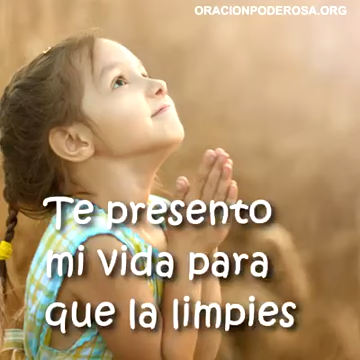 ORACIONPODEROSA.ORG
Te presento
mi vida para
que la limpies